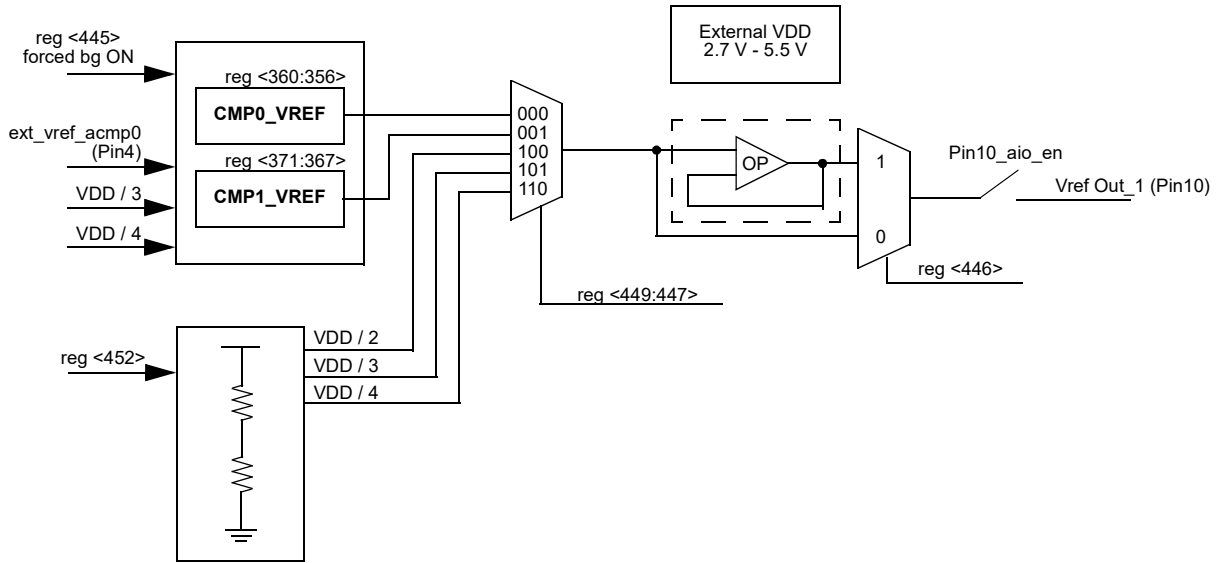 External VDD
2.7 V - 5.5 V
reg <445>
forced bg ON
reg <360:356>
CMP0_VREF
ext_vref_acmp0
(Pin4)
reg <371:367>
CMP1_VREF
VDD / 3
VDD / 4
000
001
100
101
110
OP
1
0
Pin10_aio_en
Vref Out_1 (Pin10)
reg <446>
reg <449:447>
reg <452>
VDD / 2
VDD / 3
VDD / 4